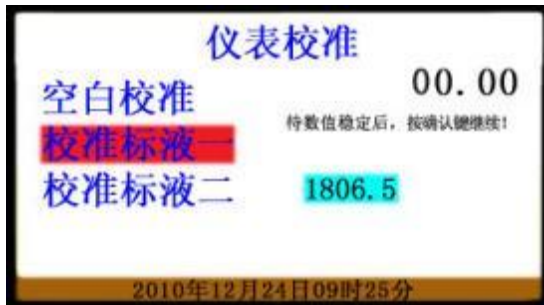 仪表校准
00.00
空白校准
待数值稳定后，按确认键继续!
校准标液一
校准标液二
1806.5
2010年12月24日09时25分